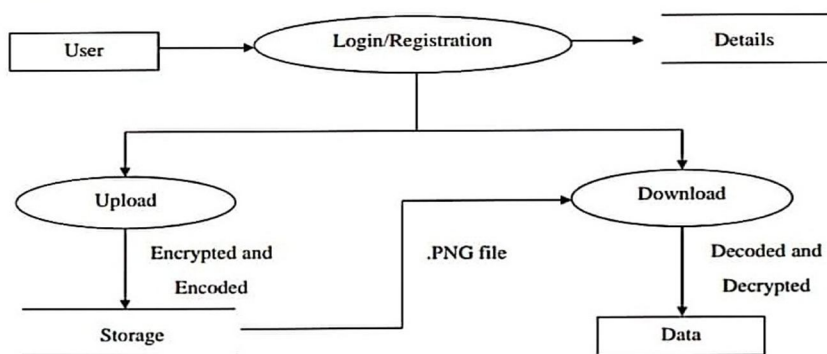 User
Login/Registration
Details
Upload
Download
Encrypted and
Encoded
.PNG file
Decoded and
Decrypted
Storage
Data